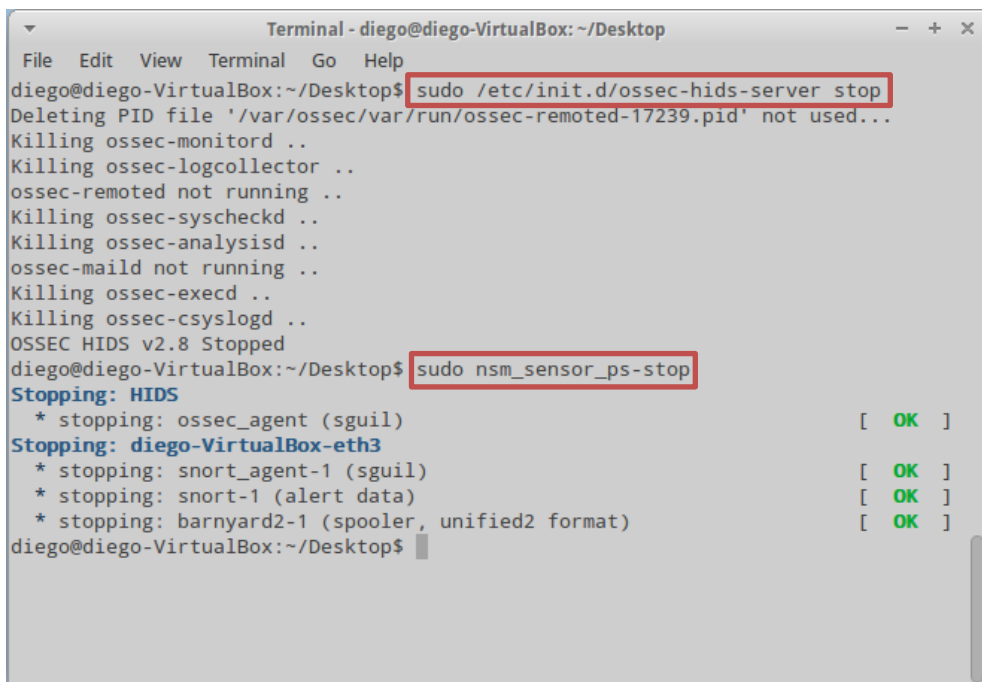 Terminal - diego@diego-VirtualBox: ~/Desktop
File Edit View Terminal Go Help
diego@diego-VirtualBox:~/Desktop$ sudo /etc/init.d/ossec-hids-server stop
Deleting PID file '/var/ossec/var/run/ossec-remoted-17239.pid' not used...
Killing ossec-monitord ..
Killing ossec-logcollector ..
ossec-remoted not running ..
Killing ossec-syscheckd ..
Killing ossec-analysisd ..
ossec-maild not running ..
Killing ossec-execd ..
Killing ossec-csyslogd ..
OSSEC HIDS v2.8 Stopped
diego@diego-VirtualBox:~/Desktop$ sudo nsm_sensor_ps-stop
Stopping: HIDS
  * stopping: ossec_agent (sguil) [ OK ]
Stopping: diego-VirtualBox-eth3
  * stopping: snort_agent-1 (sguil) [ OK ]
  * stopping: snort-1 (alert data) [ OK ]
  * stopping: barnyard2-1 (spooler, unified2 format) [ OK ]
diego@diego-VirtualBox:~/Desktop$